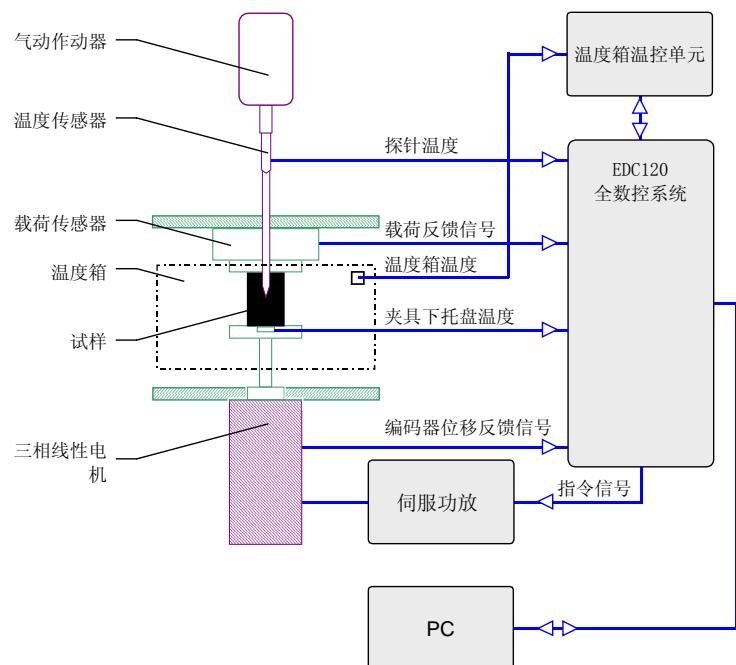 气动作动器
温度箱温控单元
温度传感器
探针温度
EDC120
全数控系统
载荷传感器
载荷反馈信号
温度箱
温度箱温度
试样
夹具下托盘温度
编码器位移反馈信号
三相线性电
机
指令信号
伺服功放
PC